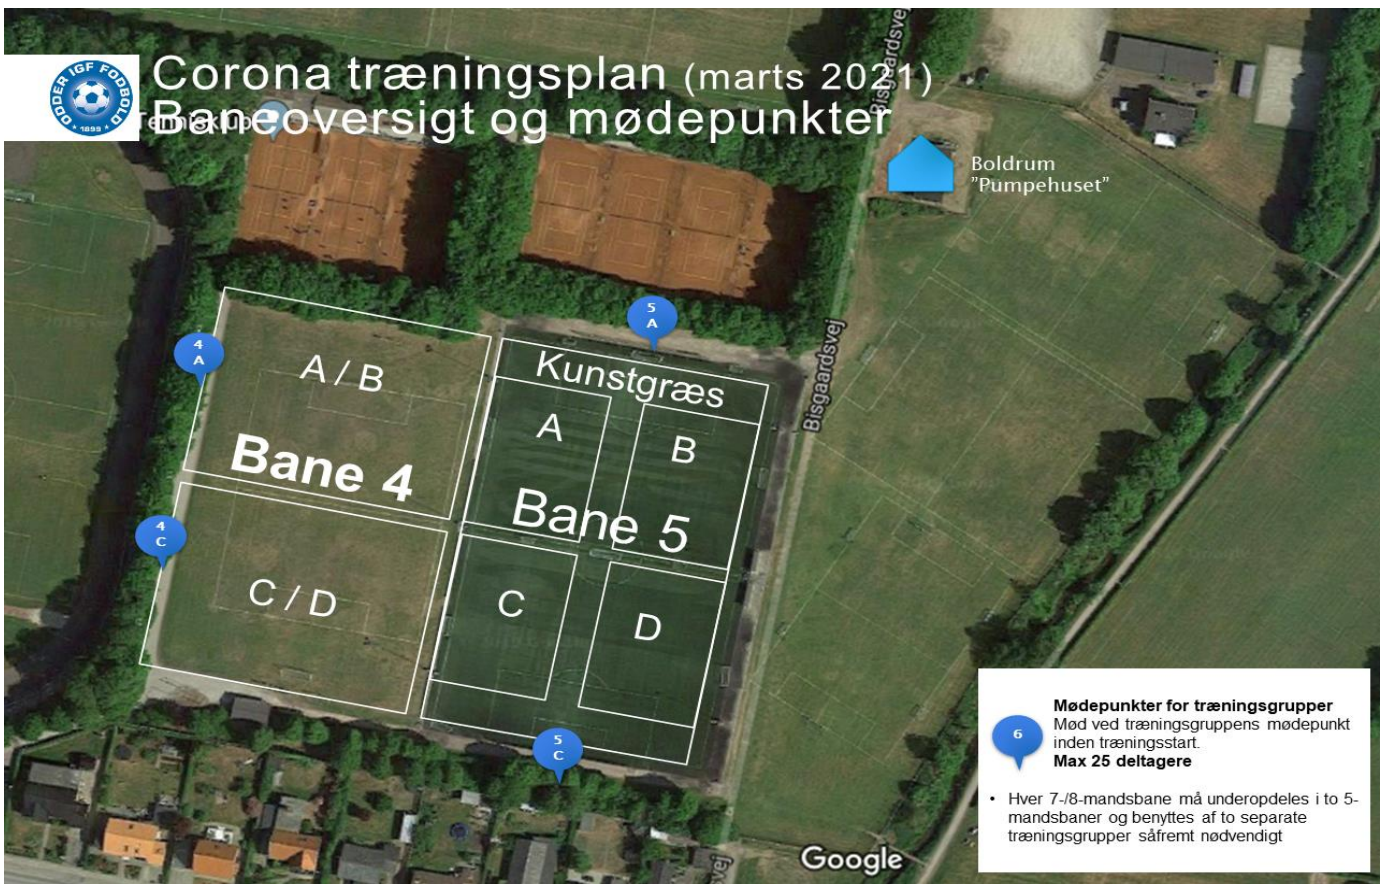 ODDER IGF FODBOLD
1899
Corona træningsplan (marts 2021)
Tennisklub
Baneoversigt og mødepunkter
Bisgaardsvej
Boldrum
”Pumpehuset”
5
A
4
A
A / B
Kunstgræs
Bisgaardsvej
A
B
Bane 4
Bane 5
4
C
C / D
C
D
5
C
6
Mødepunkter for træningsgrupper
Mød ved træningsgruppens mødepunkt
inden træningsstart.
Max 25 deltagere
• Hver 7-/8-mandsbane må underopdeles i to 5-
mandsbaner og benyttes af to separate
træningsgrupper såfremt nødvendigt
Google